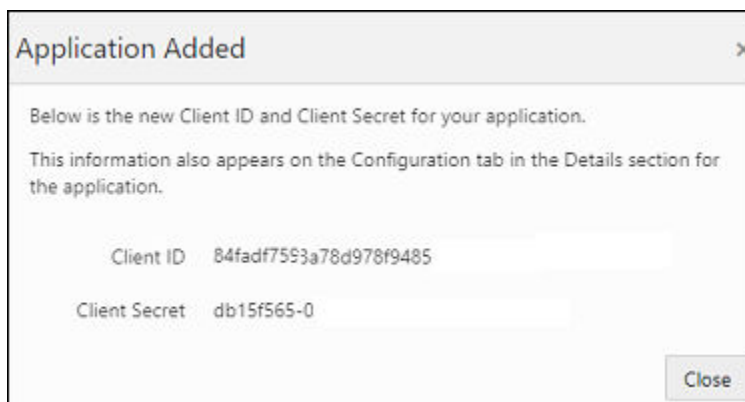 Application Added
Below is the new Client ID and Client Secret for your application.
This information also appears on the Configuration tab in the Details section for
the application.
Client ID 84fadf7593a78d978f9485
Client Secret db15f565-0
Close